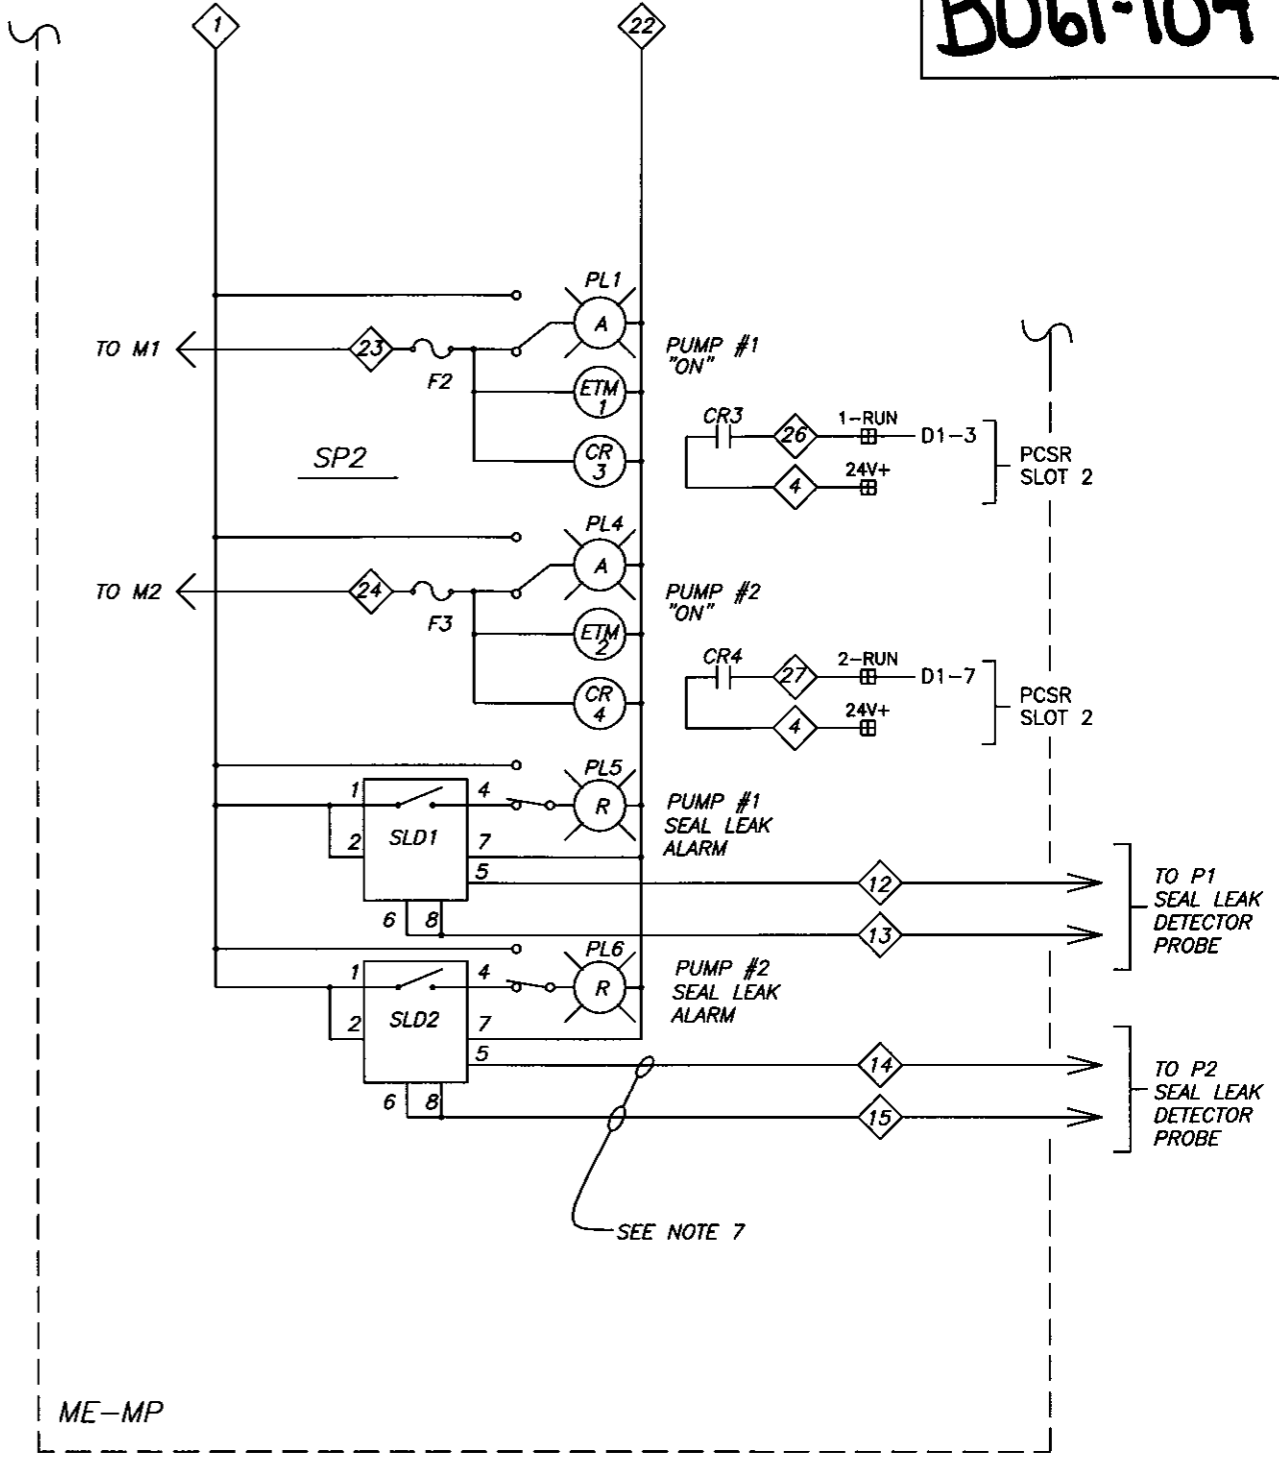 1
22
B061-104
PL1
A
TO M1
23
F2
PUMP #1
"ON"
ETM
1
CR3
26
1-RUN
D1-3
SP2
CR
3
4
24V+
PCSR
SLOT 2
PL4
A
TO M2
24
F3
PUMP #2
"ON"
ETM
2
CR4
27
2-RUN
D1-7
CR
4
4
24V+
PCSR
SLOT 2
PL5
1
4
R
PUMP #1
SEAL LEAK
ALARM
SLD1
2
7
5
12
6
8
13
TO P1
SEAL LEAK
DETECTOR
PROBE
PL6
1
4
R
PUMP #2
SEAL LEAK
ALARM
SLD2
2
7
5
14
6
8
15
TO P2
SEAL LEAK
DETECTOR
PROBE
SEE NOTE 7
ME-MP